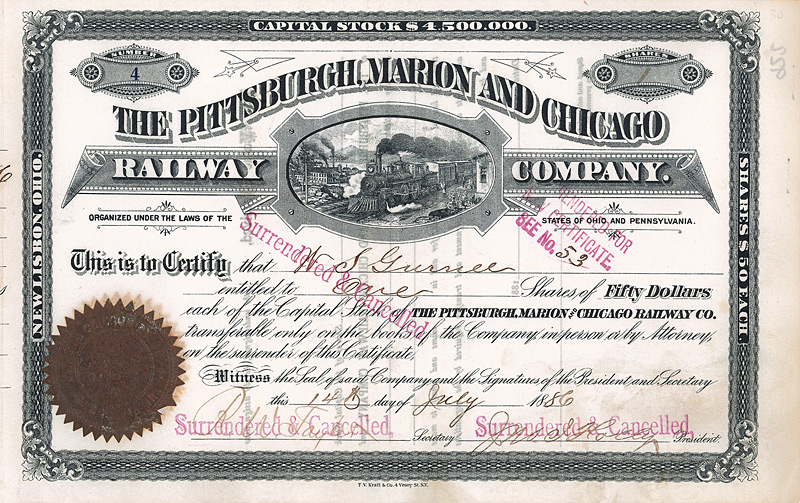 CAPITAL STOCK $4,500,000.
NUMBER
4
SHARES
THE PITTSBURGH, MARION AND CHICAGO
RAILWAY COMPANY.
ORGANIZED UNDER THE LAWS OF THE STATES OF OHIO AND PENNSYLVANIA.
FOR
CERTIFICATE.
SEE No. 53
NEW LISBON, OHIO.
SHARES $50 EACH.
This is to Certify that W. S. Gurnee
entitled to One Shares of Fifty Dollars
each of the Capital Stock of THE PITTSBURGH, MARION AND CHICAGO RAILWAY CO.
transferable only on the books of the Company in person or by Attorney,
on the surrender of this Certificate.
Witness the Seal of said Company and the Signatures of the President and Secretary
this 14th day of July 1886
Surrendered & Cancelled
Surrendered & Cancelled,
Surrendered & Cancelled,
Secretary
President.
T. V. Kraft & Co. 4 Vesey St. N.Y.